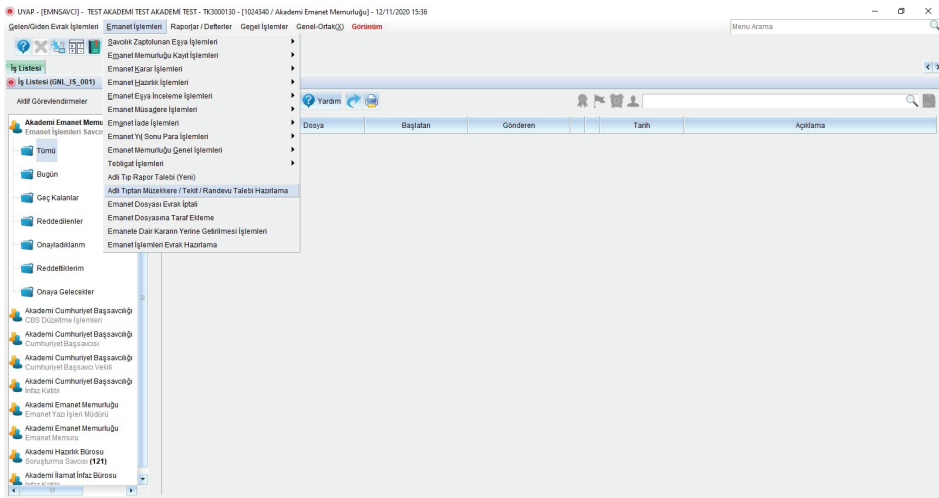 UYAP - [EMNSAVCI] - TEST AKADEMİ TEST AKADEMİ TEST - TK3000130 - [1024340 / Akademi Emanet Memurluğu] - 12/11/2020 15:36
Gelen/Giden Evrak İşlemleri Emanet İşlemleri Raporlar / Defterler Genel İşlemler Genel-Ortak(X) Görünüm Menu Arama
Savcılık Zaptolunan Eşya İşlemleri
Emanet Memurluğu Kayıt İşlemleri
Emanet Karar İşlemleri
Emanet Hazırlık İşlemleri
Emanet Eşya İnceleme İşlemleri
Emanet Müsadere İşlemleri
Emanet İade İşlemleri
Emanet Yıl Sonu Para İşlemleri
Emanet Memurluğu Genel İşlemleri
Tebligat İşlemleri
Adli Tıp Rapor Talebi (Yeni)
Adli Tıptan Müzekkere / Tekit / Randevu Talebi Hazırlama
Emanet Dosyası Evrak İptali
Emanet Dosyasına Taraf Ekleme
Emanete Dair Kararın Yerine Getirilmesi İşlemleri
Emanet İşlemleri Evrak Hazırlama
İş Listesi
İş Listesi (GNL_IS_001)
Aktif Görevlendirmeler
Yardım
Dosya Başlatan Gönderen Tarih Açıklama
Akademi Emanet Memu
Emanet İşlemleri Savcıs
Tümü
Bugün
Geç Kalanlar
Reddedilenler
Onayladıklarım
Reddettiklerim
Onaya Gelecekler
Akademi Cumhuriyet Başsavcılığı
CBS Düzeltme İşlemleri
Akademi Cumhuriyet Başsavcılığı
Cumhuriyet Başsavcısı
Akademi Cumhuriyet Başsavcılığı
Cumhuriyet Başsavcı Vekili
Akademi Cumhuriyet Başsavcılığı
İnfaz Katibi
Akademi Emanet Memurluğu
Emanet Yazı İşleri Müdürü
Akademi Emanet Memurluğu
Emanet Memuru
Akademi Hazırlık Bürosu
Soruşturma Savcısı (121)
Akademi İlamat İnfaz Bürosu
İnfaz Katibi